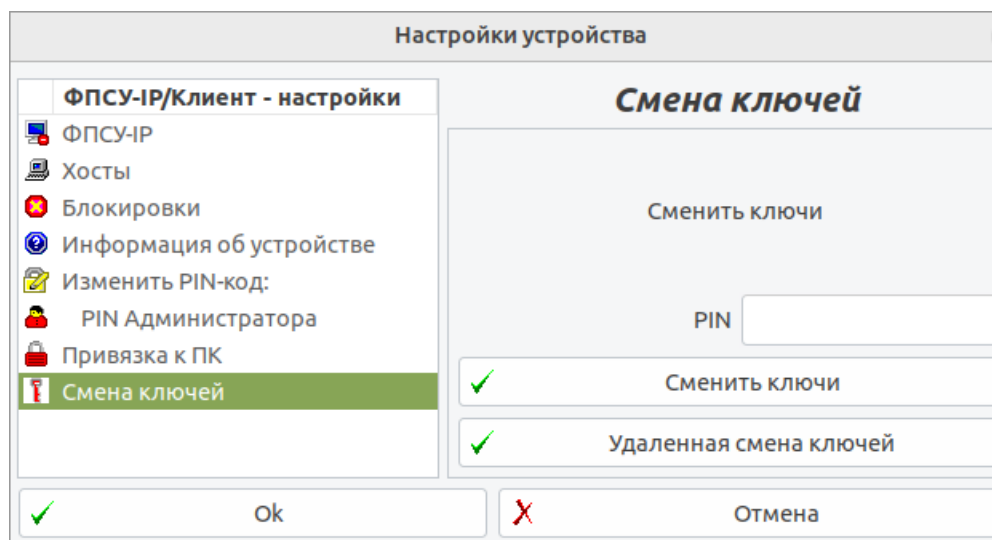 Настройки устройства
ФПСУ-IP/Клиент - настройки
ФПСУ-IP
Хосты
Блокировки
Информация об устройстве
Изменить PIN-код:
PIN Администратора
Привязка к ПК
Смена ключей
Смена ключей
Сменить ключи
PIN
Сменить ключи
Удаленная смена ключей
Ok
Отмена